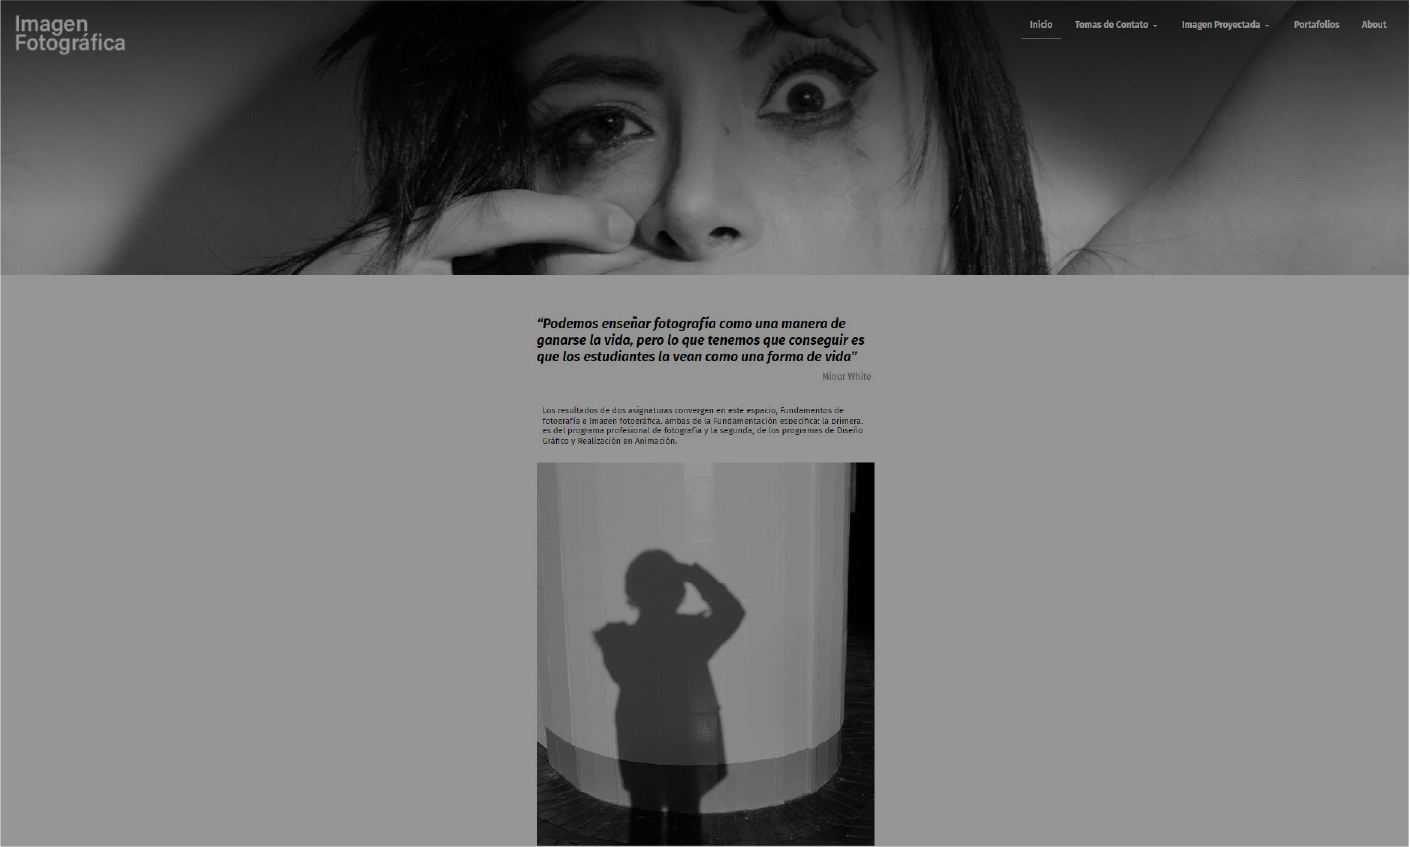 Imagen
Fotográfica
Inicio
Tomas de Contato
Imagen Proyectada
Portafolios
About
“Podemos enseñar fotografía como una manera de
ganarse la vida, pero lo que tenemos que conseguir es
que los estudiantes la vean como una forma de vida”
Minor White
Los resultados de dos asignaturas convergen en este espacio, Fundamentos de
fotografía e Imagen fotográfica, ambas de la Fundamentación específica: la primera,
es del programa profesional de fotografía y la segunda, de los programas de Diseño
Gráfico y Realización en Animación.